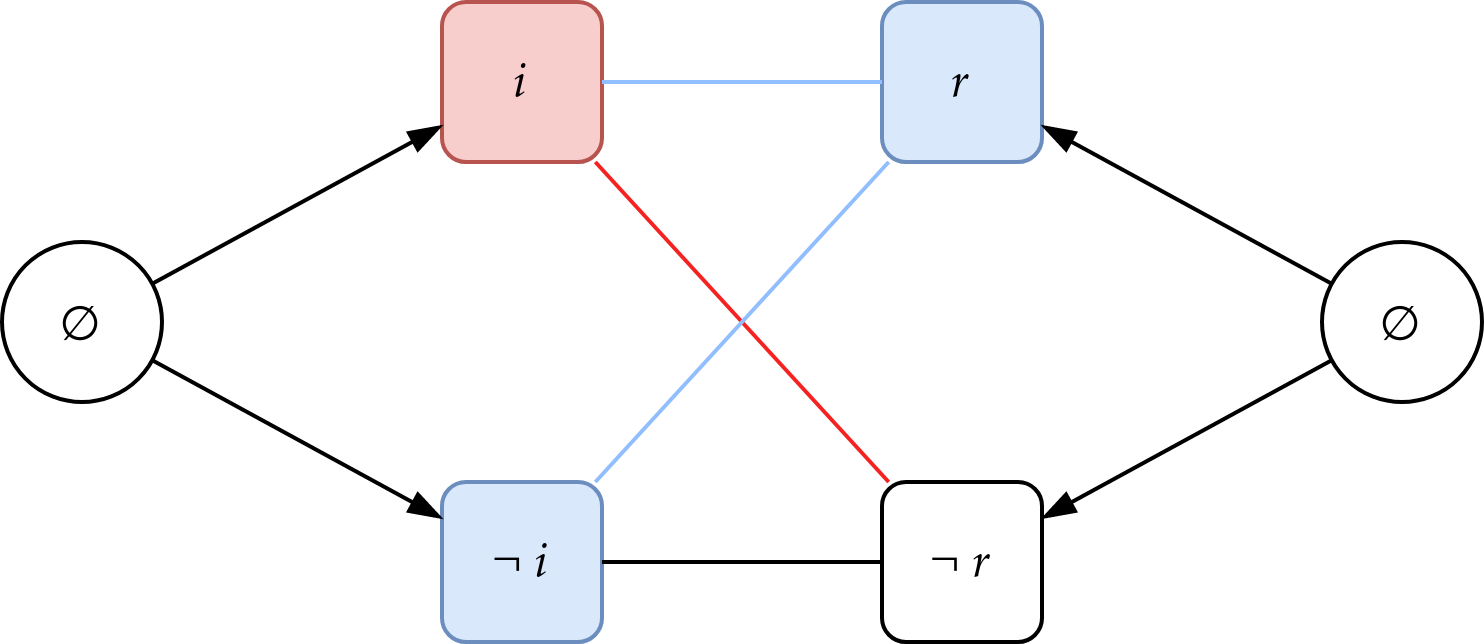 i
r
∅
∅
¬ i
¬ r